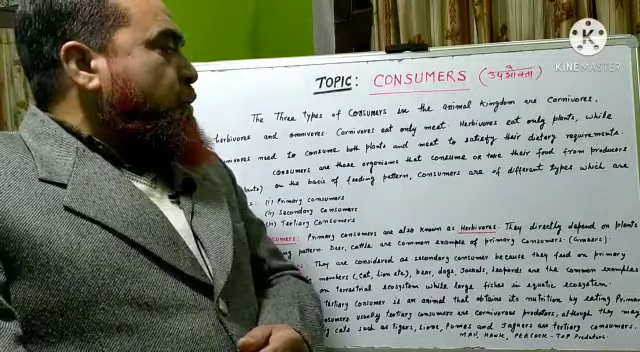 KINEMASTER
TOPIC: CONSUMERS (उपभोक्ता)
The Three types of Consumers in the animal kingdom are Carnivores,
herbivores and omnivores. Carnivores eat only meat. Herbivores eat only plants, while
need to consume both plants and meat to satisfy their dietary requirements.
Consumers are those organisms that consume or take their food from producers
on the basis of feeding pattern, consumers are of different types which are
(i) Primary consumers
(ii) Secondary consumers
(iii) Tertiary consumers
Primary consumers are also known as Herbivores. They directly depend on plants
pattern. Deer, cattle are common example of primary consumers. (Grazers).
They are considered as secondary consumer because they feed on primary
members (cat, lion etc), bear, dogs, Jackals, leopards are the common examples
on terrestrial ecosystem while large fishes in equatic ecosystem.
Tertiary consumer is an animal that obtains its nutrition by eating
usually tertiary consumers are carnivorous predators, although they may
cats such as tigers, Lions, Pumas and Jaguars are tertiary consumers.
MAN, HAWK, PEACOCK - TOP Predators.